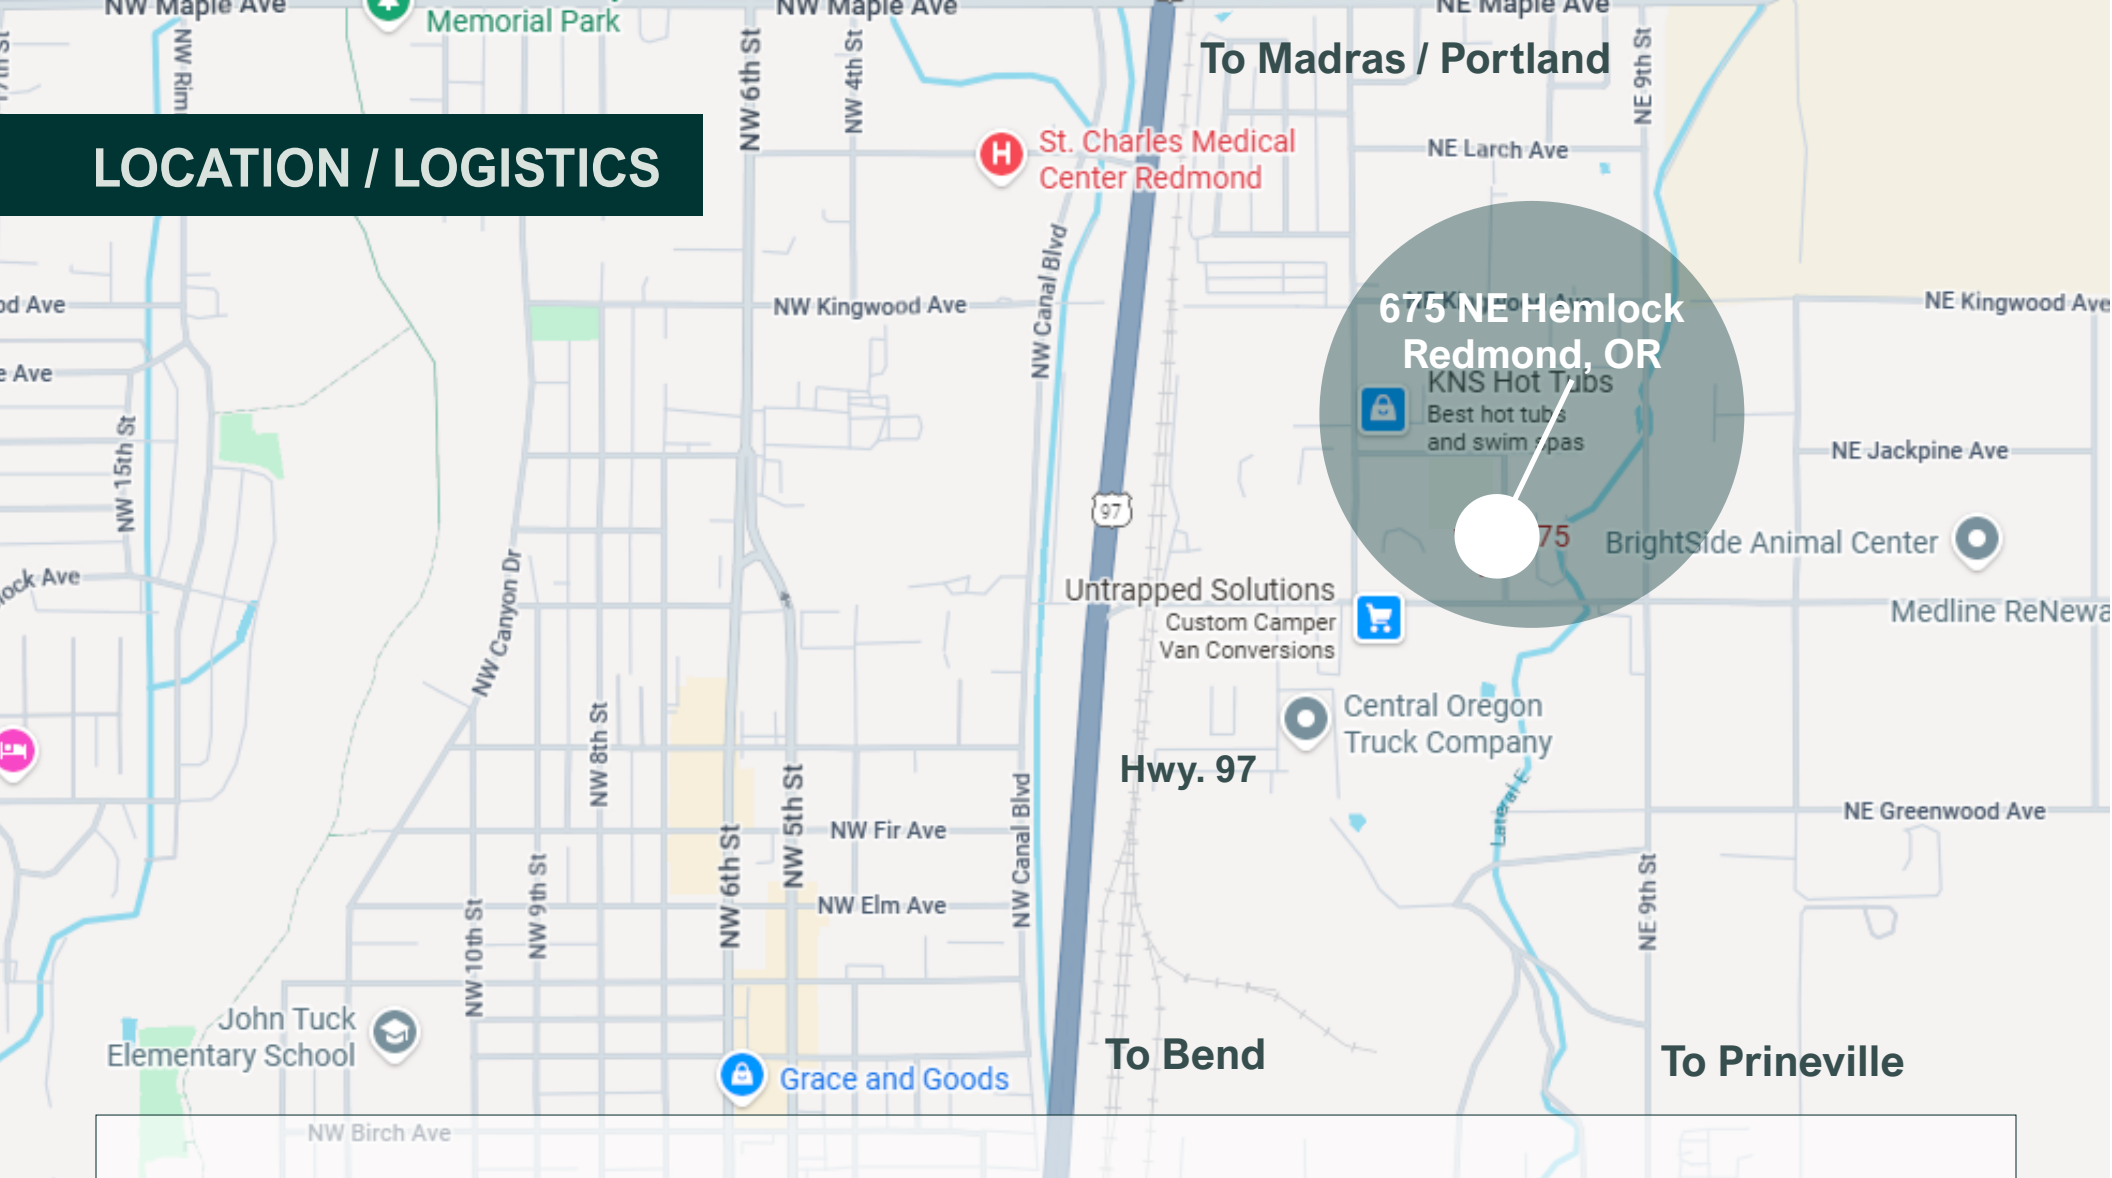 NW Maple Ave
Memorial Park
NW Maple Ave
NE Maple Ave
To Madras / Portland
NW 6th St
NW 4th St
NE 9th St
LOCATION / LOGISTICS
St. Charles Medical
Center Redmond
NE Larch Ave
NW Canal Blvd
NW Kingwood Ave
675 NE Hemlock
Redmond, OR
NE Kingwood Ave
KNS Hot Tubs
Best hot tubs
and swim spas
NW 15th St
NE Jackpine Ave
97
75
BrightSide Animal Center
NW Canyon Dr
Untrapped Solutions
Custom Camper
Van Conversions
Medline ReNewa
Central Oregon
Truck Company
NW 8th St
Hwy. 97
Lateral E
NE Greenwood Ave
NW 5th St
NW Fir Ave
NW Canal Blvd
NW 6th St
NW Elm Ave
NW 9th St
NW 10th St
NE 9th St
John Tuck
Elementary School
To Bend
To Prineville
Grace and Goods
NW Birch Ave